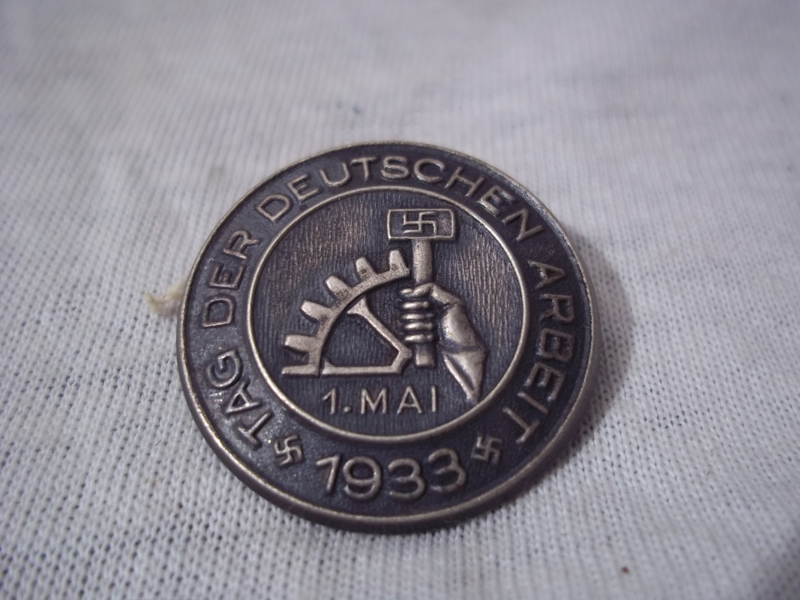 TAG DER DEUTSCHEN ARBEIT
1. MAI
1933